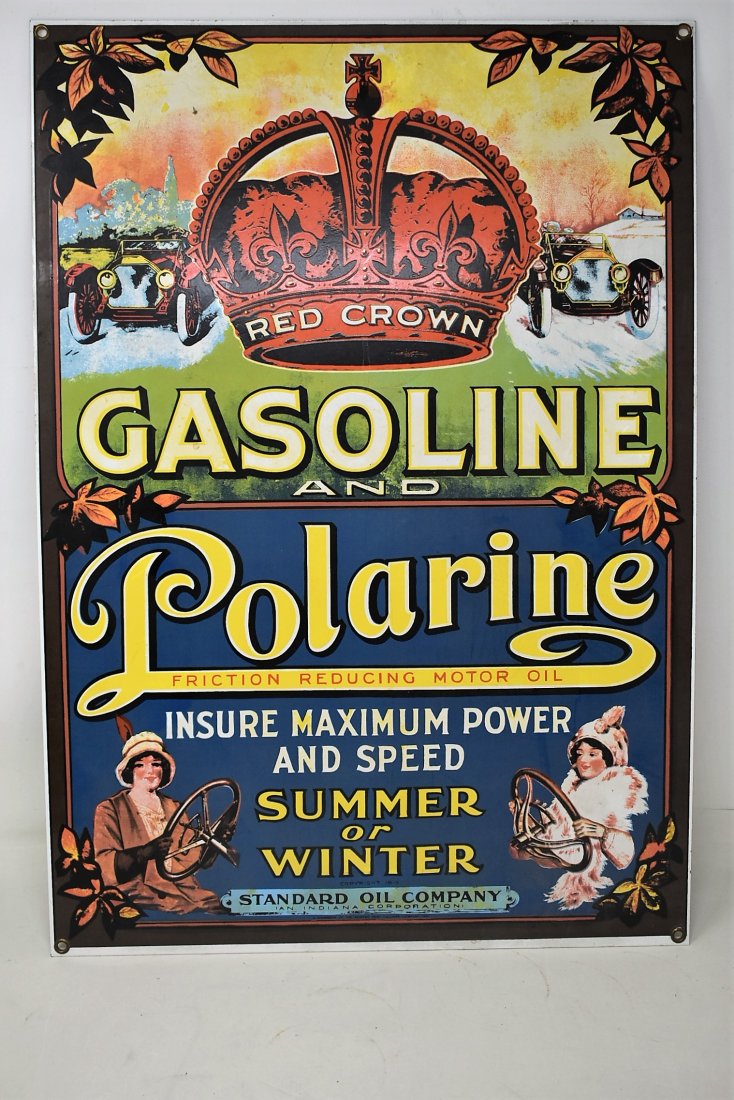 RED CROWN
GASOLINE
AND
Polarine
FRICTION REDUCING MOTOR OIL
INSURE MAXIMUM POWER
AND SPEED
SUMMER
or
WINTER
STANDARD OIL COMPANY
(AN INDIANA CORPORATION)